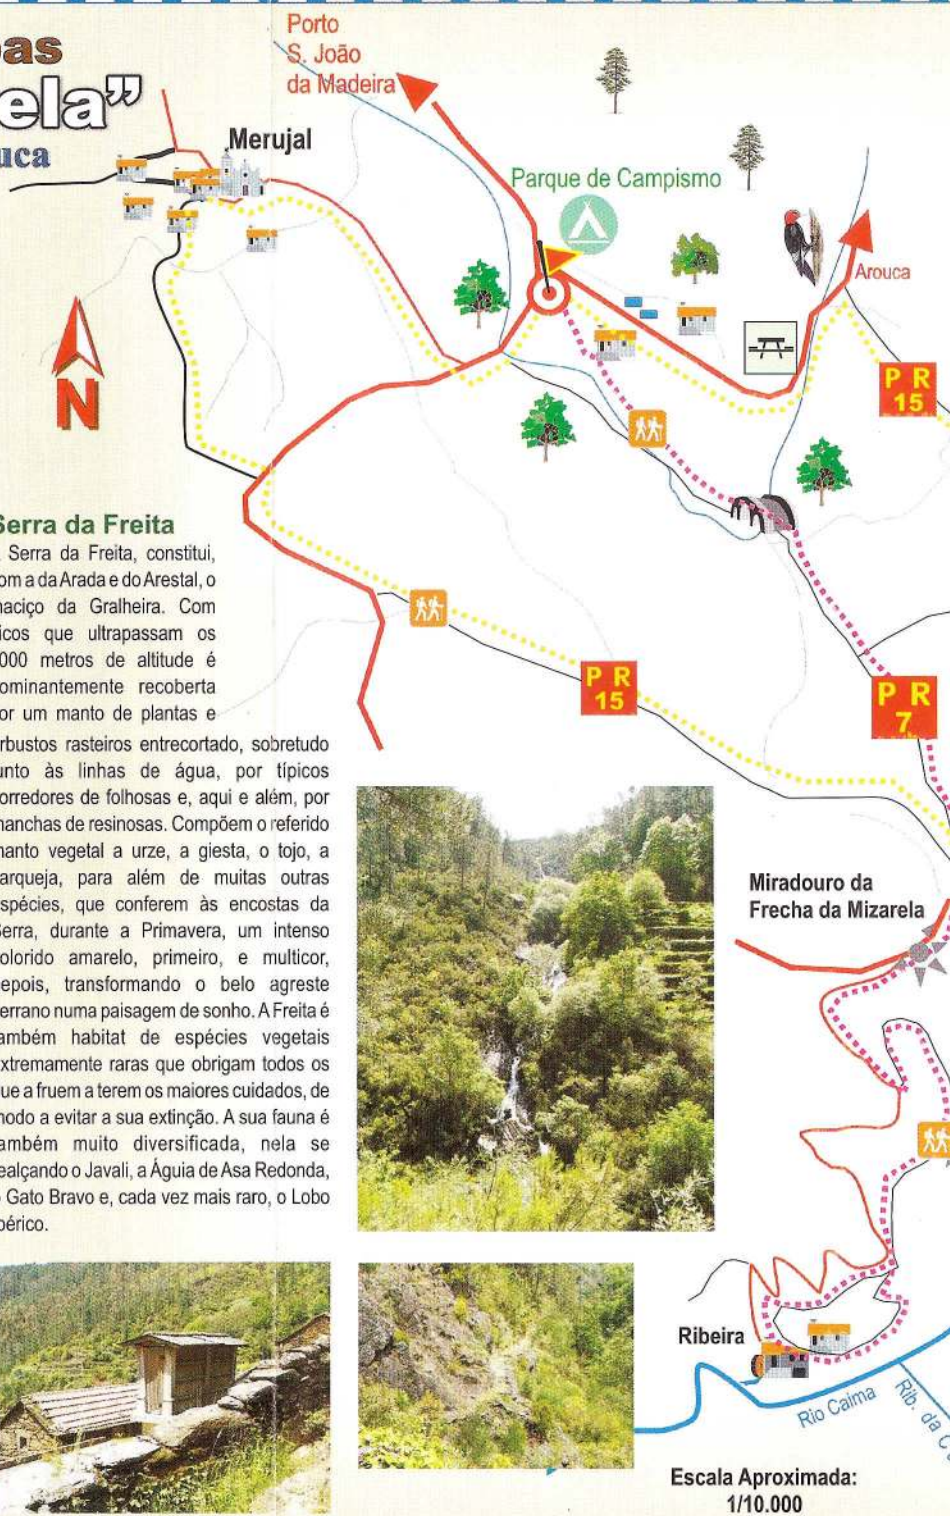 oas
ela”
uca
Porto
S. João
da Madeira
Merujal
Parque de Campismo
Arouca
P R
15
N
Serra da Freita
Serra da Freita, constitui,
om a da Arada e do Arestal, o
aciço da Gralheira. Com
icos que ultrapassam os
000 metros de altitude é
ominantemente recoberta
or um manto de plantas e
rbustos rasteiros entrecortado, sobretudo
unto às linhas de água, por típicos
orredores de folhosas e, aqui e além, por
manchas de resinosas. Compõem o referido
manto vegetal a urze, a giesta, o tojo, a
arqueja, para além de muitas outras
spécies, que conferem às encostas da
Serra, durante a Primavera, um intenso
olorido amarelo, primeiro, e multicor,
epois, transformando o belo agreste
errano numa paisagem de sonho. A Freita é
ambém habitat de espécies vegetais
xtremamente raras que obrigam todos os
ue a fruem a terem os maiores cuidados, de
modo a evitar a sua extinção. A sua fauna é
ambém muito diversificada, nela se
ealçando o Javali, a Águia de Asa Redonda,
o Gato Bravo e, cada vez mais raro, o Lobo
bérico.
P R
15
P R
7
Miradouro da
Frecha da Mizarela
Ribeira
Rio Caima
Rib. da C
Escala Aproximada:
1/10.000